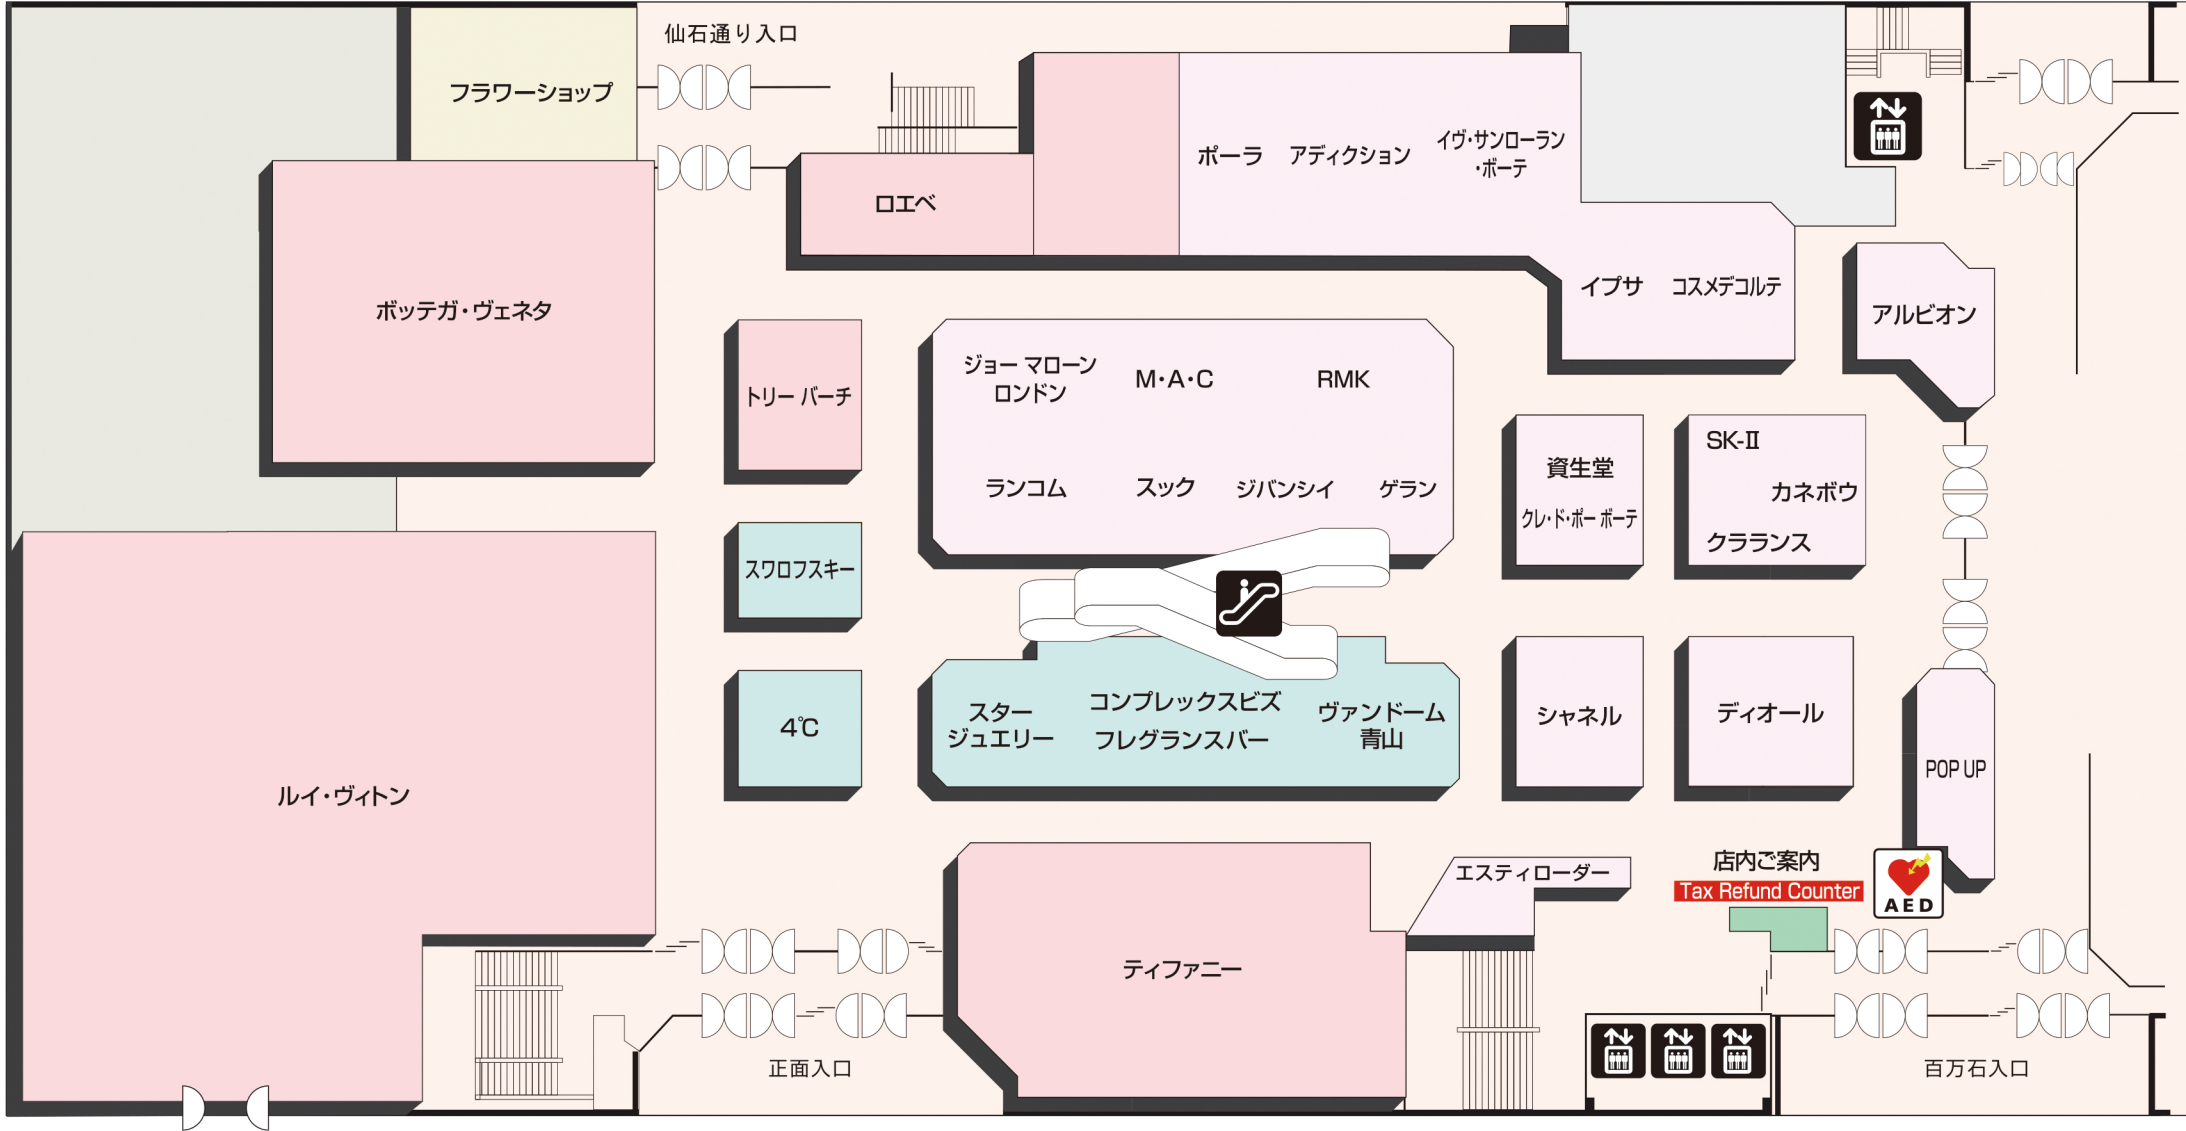 仙石通り入口
フラワーショップ
ロエベ
ポーラ
アディクション
イヴ・サンローラン
・ボーテ
イプサ
コスメデコルテ
アルビオン
ボッテガ・ヴェネタ
トリー バーチ
ジョー マローン
ロンドン
M・A・C
RMK
ランコム
スック
ジバンシイ
ゲラン
資生堂
クレ・ド・ポー ボーテ
SK-II
カネボウ
クラランス
スワロフスキー
4℃
スター
ジュエリー
コンプレックスビズ
フレグランスバー
ヴァンドーム
青山
シャネル
ディオール
POP UP
ルイ・ヴィトン
ティファニー
エスティローダー
店内ご案内
Tax Refund Counter
AED
正面入口
百万石入口